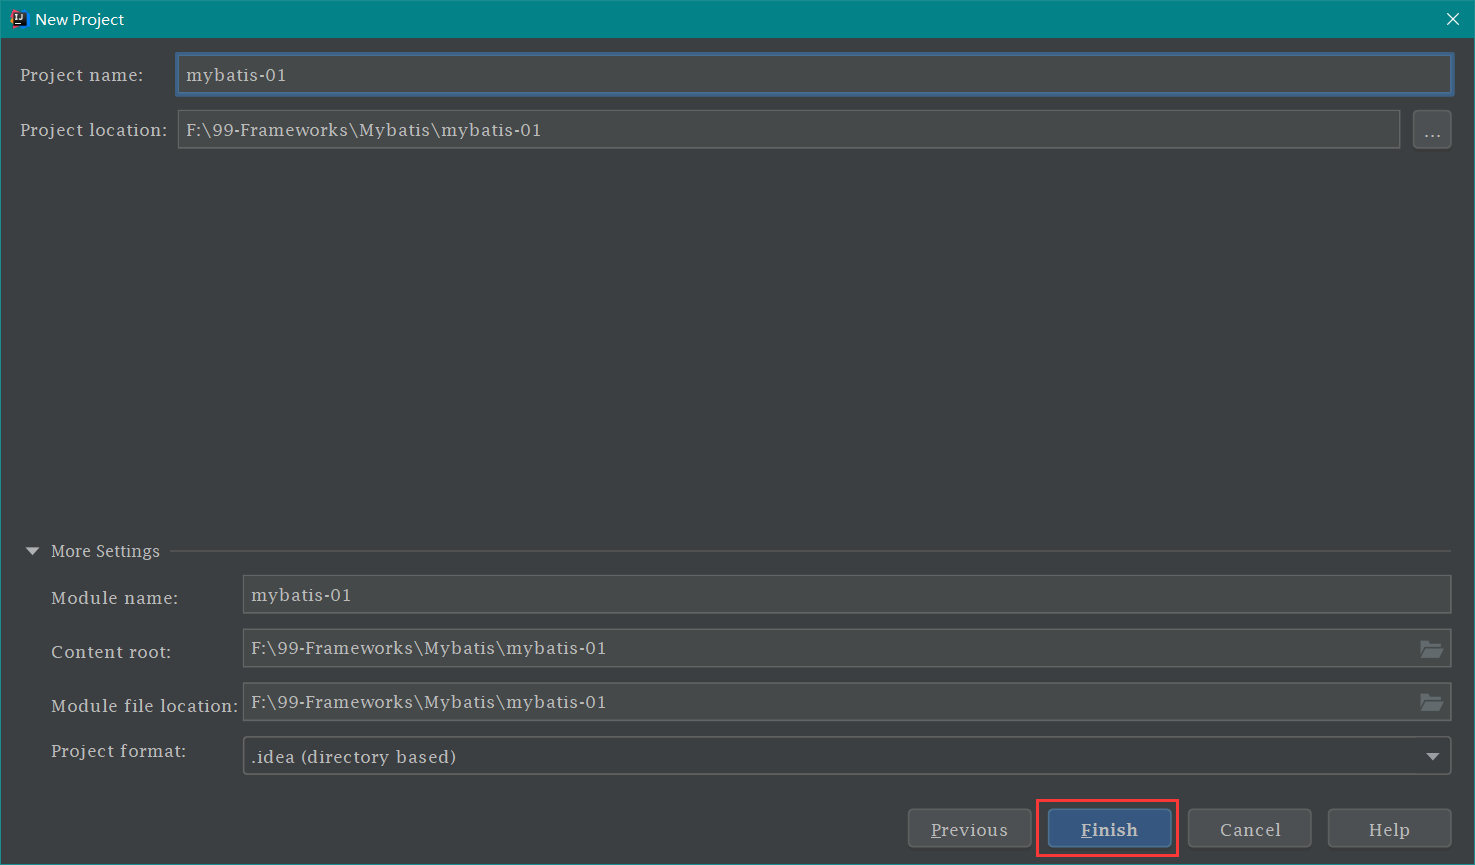 New Project
Project name: mybatis-01
Project location: F:\99-Frameworks\Mybatis\mybatis-01 ...
More Settings
Module name: mybatis-01
Content root: F:\99-Frameworks\Mybatis\mybatis-01
Module file location: F:\99-Frameworks\Mybatis\mybatis-01
Project format: .idea (directory based)
Previous Finish Cancel Help